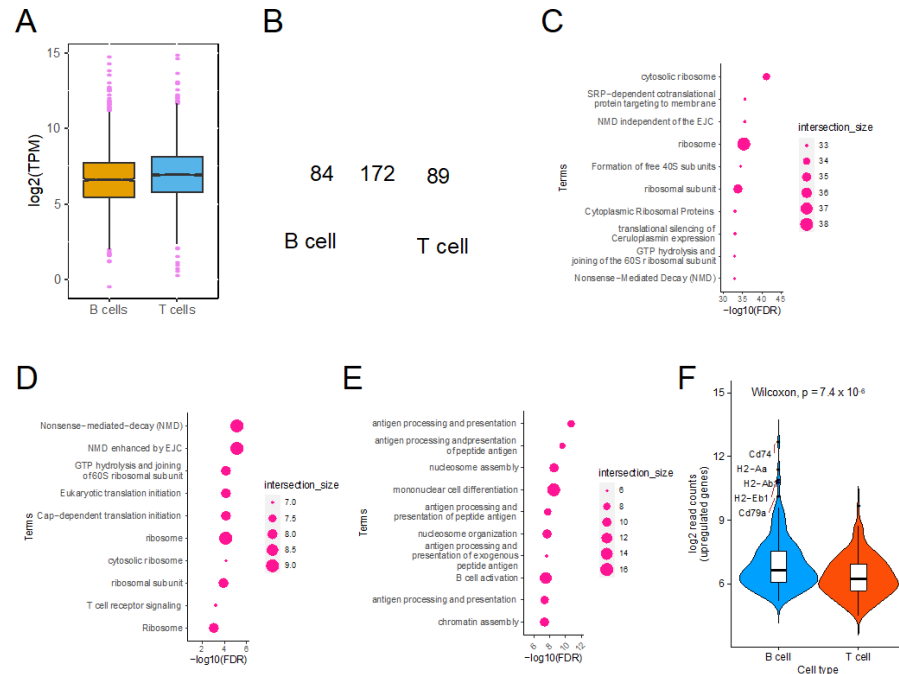 A
B
C
15
10
5
0
log2(TPM)
B cells
T cells
84
172
89
B cell
T cell
cytosolic ribosome
SRP−dependent cotranslational
protein targeting to membrane
NMD independent of the EJC
ribosome
Formation of free 40S subunits
ribosomal subunit
Cytoplasmic Ribosomal Proteins
translational silencing of
Ceruloplasmin expression
GTP hydrolysis and
joining of the 60S ribosomal subunit
Nonsense−Mediated Decay (NMD)
Terms
30 35 40 45
−log10(FDR)
intersection_size
33
34
35
36
37
38
D
E
F
Nonsense−mediated−decay (NMD)
NMD enhanced by EJC
GTP hydrolysis and joining
of60S ribosomal subunit
Eukaryotic translation initiation
Cap−dependent translation initiation
ribosome
cytosolic ribosome
ribosomal subunit
T cell receptor signaling
Ribosome
Terms
0 2 4 6
−log10(FDR)
intersection_size
7.0
7.5
8.0
8.5
9.0
antigen processing and presentation
antigen processing andpresentation
of peptide antigen
nucleosome assembly
mononuclear cell differentiation
antigen processing and
presentation of peptide antigen
nucleosome organization
antigen processing and
presentation of exogenous
peptide antigen
B cell activation
antigen processing and presentation
chromatin assembly
Terms
6 8 10 12
−log10(FDR)
intersection_size
6
8
10
12
14
16
Wilcoxon, p = 7.4 x 10-6
15
12
9
6
log2 read counts
(upregulated genes)
Cd74
H2−Aa
H2−Ab
H2−Eb1
Cd79a
B cell
T cell
Cell type